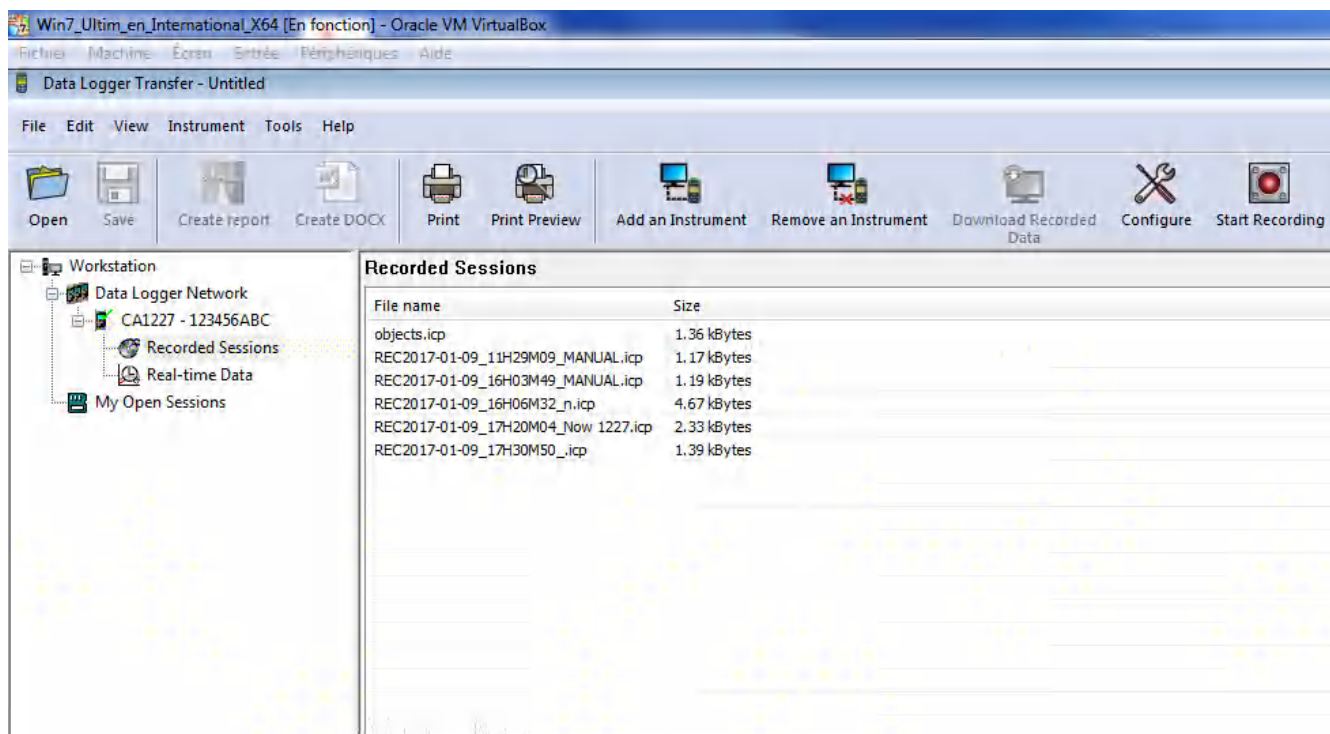 Win7_Ultim_en_International_X64 [En fonction] - Oracle VM VirtualBox
Fichier Machine Écran Entrée Périphériques Aide
Data Logger Transfer - Untitled
File Edit View Instrument Tools Help
Open Save Create report Create DOCX Print Print Preview Add an Instrument Remove an Instrument Download Recorded Data Configure Start Recording
Workstation
Data Logger Network
CA1227 - 123456ABC
Recorded Sessions
Real-time Data
My Open Sessions
Recorded Sessions
File name Size
objects.icp 1.36 kBytes
REC2017-01-09_11H29M09_MANUAL.icp 1.17 kBytes
REC2017-01-09_16H03M49_MANUAL.icp 1.19 kBytes
REC2017-01-09_16H06M32_n.icp 4.67 kBytes
REC2017-01-09_17H20M04_Now 1227.icp 2.33 kBytes
REC2017-01-09_17H30M50_.icp 1.39 kBytes